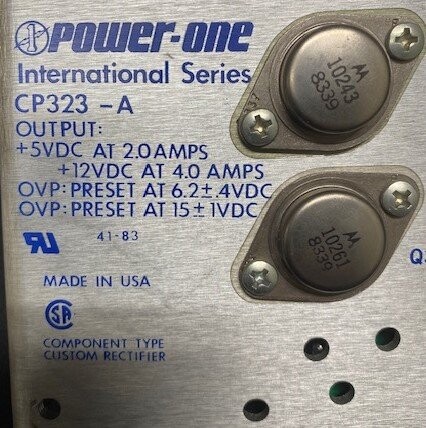 POWER-ONE
International Series
CP323 -A
OUTPUT:
+5VDC AT 2.0AMPS
+12VDC AT 4.0 AMPS
OVP: PRESET AT 6.2±.4VDC
OVP: PRESET AT 15±1VDC
41-83
MADE IN USA
COMPONENT TYPE
CUSTOM RECTIFIER
10243
8339
10261
8339